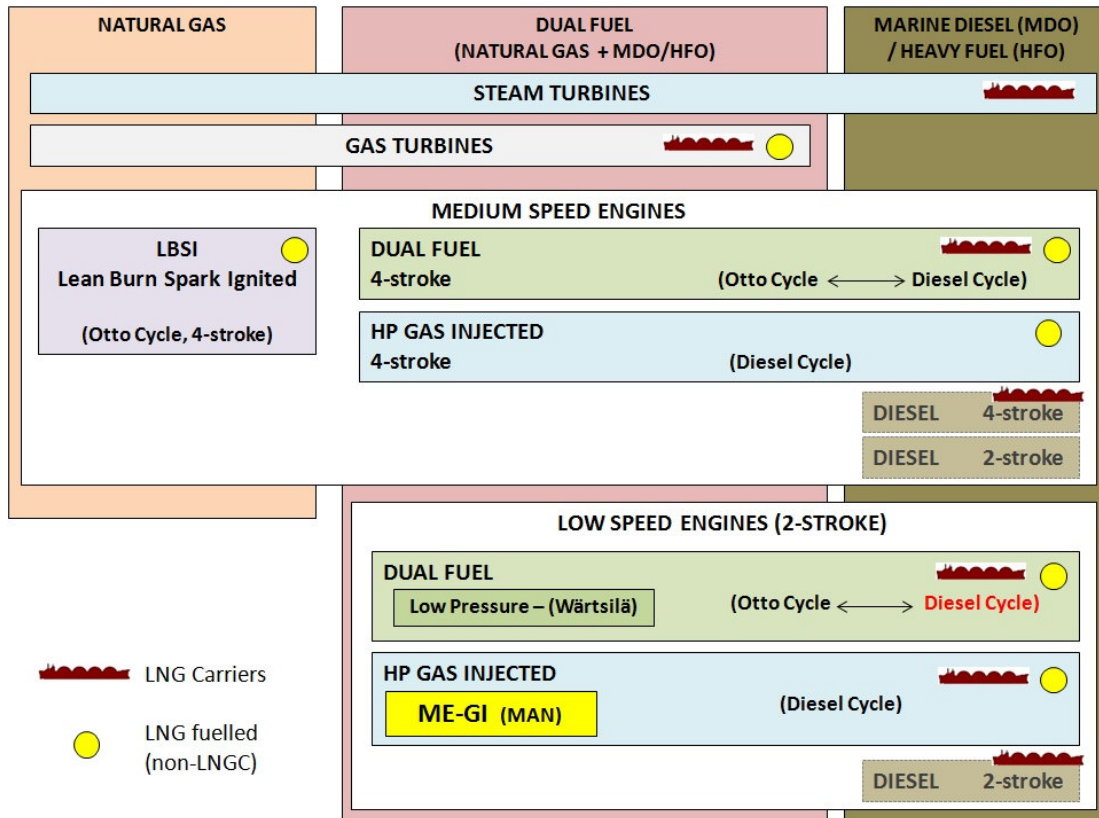 NATURAL GAS
DUAL FUEL
(NATURAL GAS + MDO/HFO)
MARINE DIESEL (MDO)
/ HEAVY FUEL (HFO)
STEAM TURBINES
GAS TURBINES
MEDIUM SPEED ENGINES
LBSI
Lean Burn Spark Ignited
(Otto Cycle, 4-stroke)
DUAL FUEL
4-stroke (Otto Cycle Diesel Cycle)
HP GAS INJECTED
4-stroke (Diesel Cycle)
DIESEL 4-stroke
DIESEL 2-stroke
LOW SPEED ENGINES (2-STROKE)
DUAL FUEL
Low Pressure – (Wärtsilä) (Otto Cycle Diesel Cycle)
HP GAS INJECTED
ME-GI (MAN) (Diesel Cycle)
DIESEL 2-stroke
LNG Carriers
LNG fuelled
(non-LNGC)